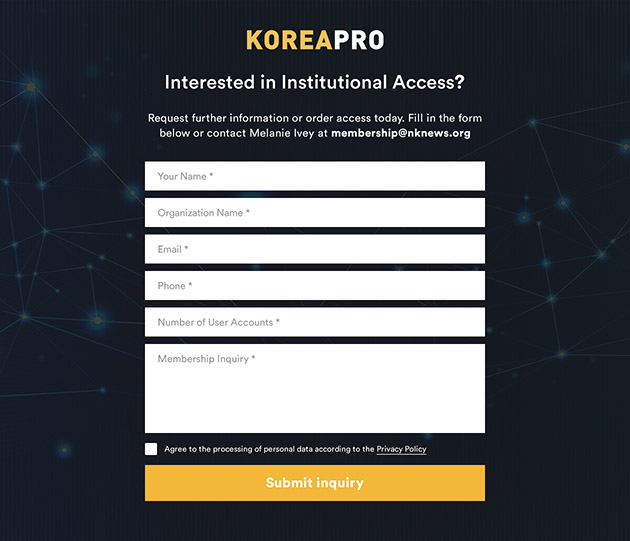 KOREAPRO
Interested in Institutional Access?
Request further information or order access today. Fill in the form
below or contact Melanie Ivey at membership@nknews.org
Your Name *
Organization Name *
Email *
Phone *
Number of User Accounts *
Membership Inquiry *
Agree to the processing of personal data according to the Privacy Policy
Submit inquiry